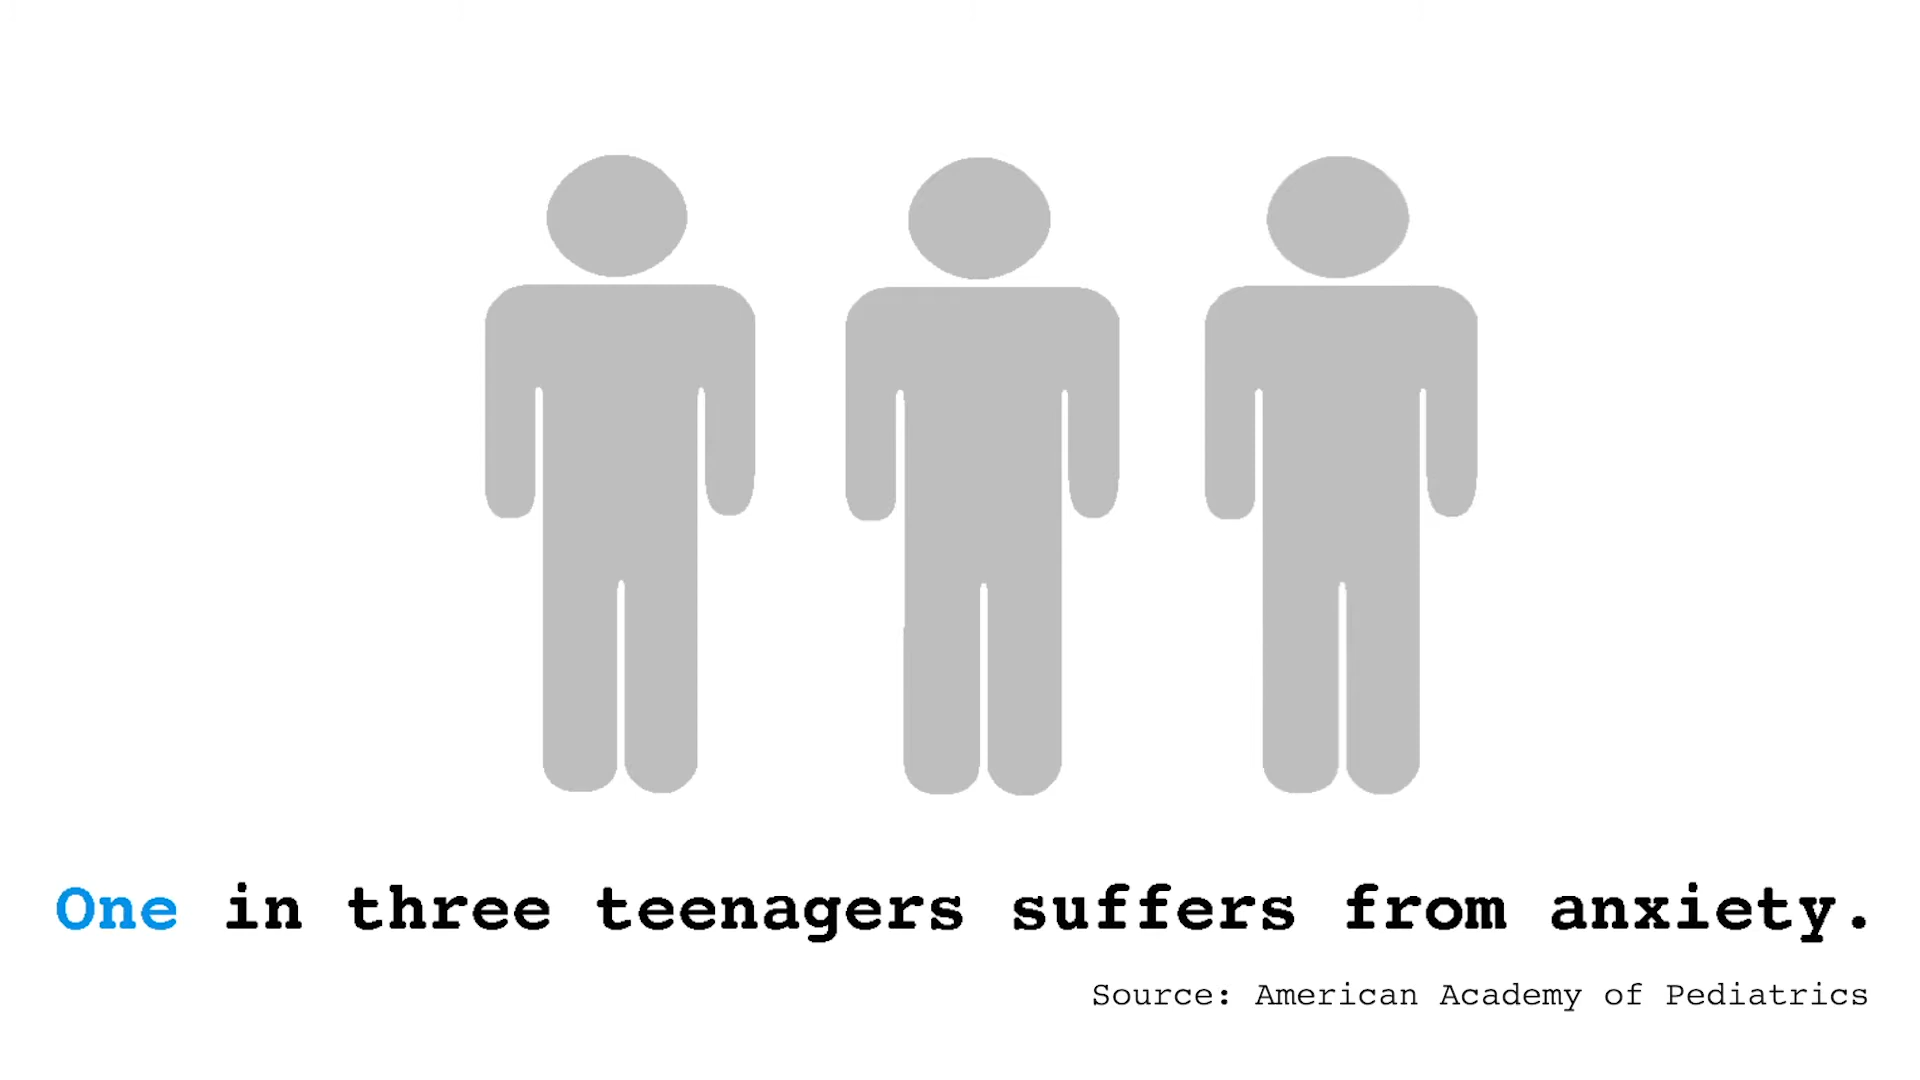 One in three teenagers suffers from anxiety.
Source: American Academy of Pediatrics